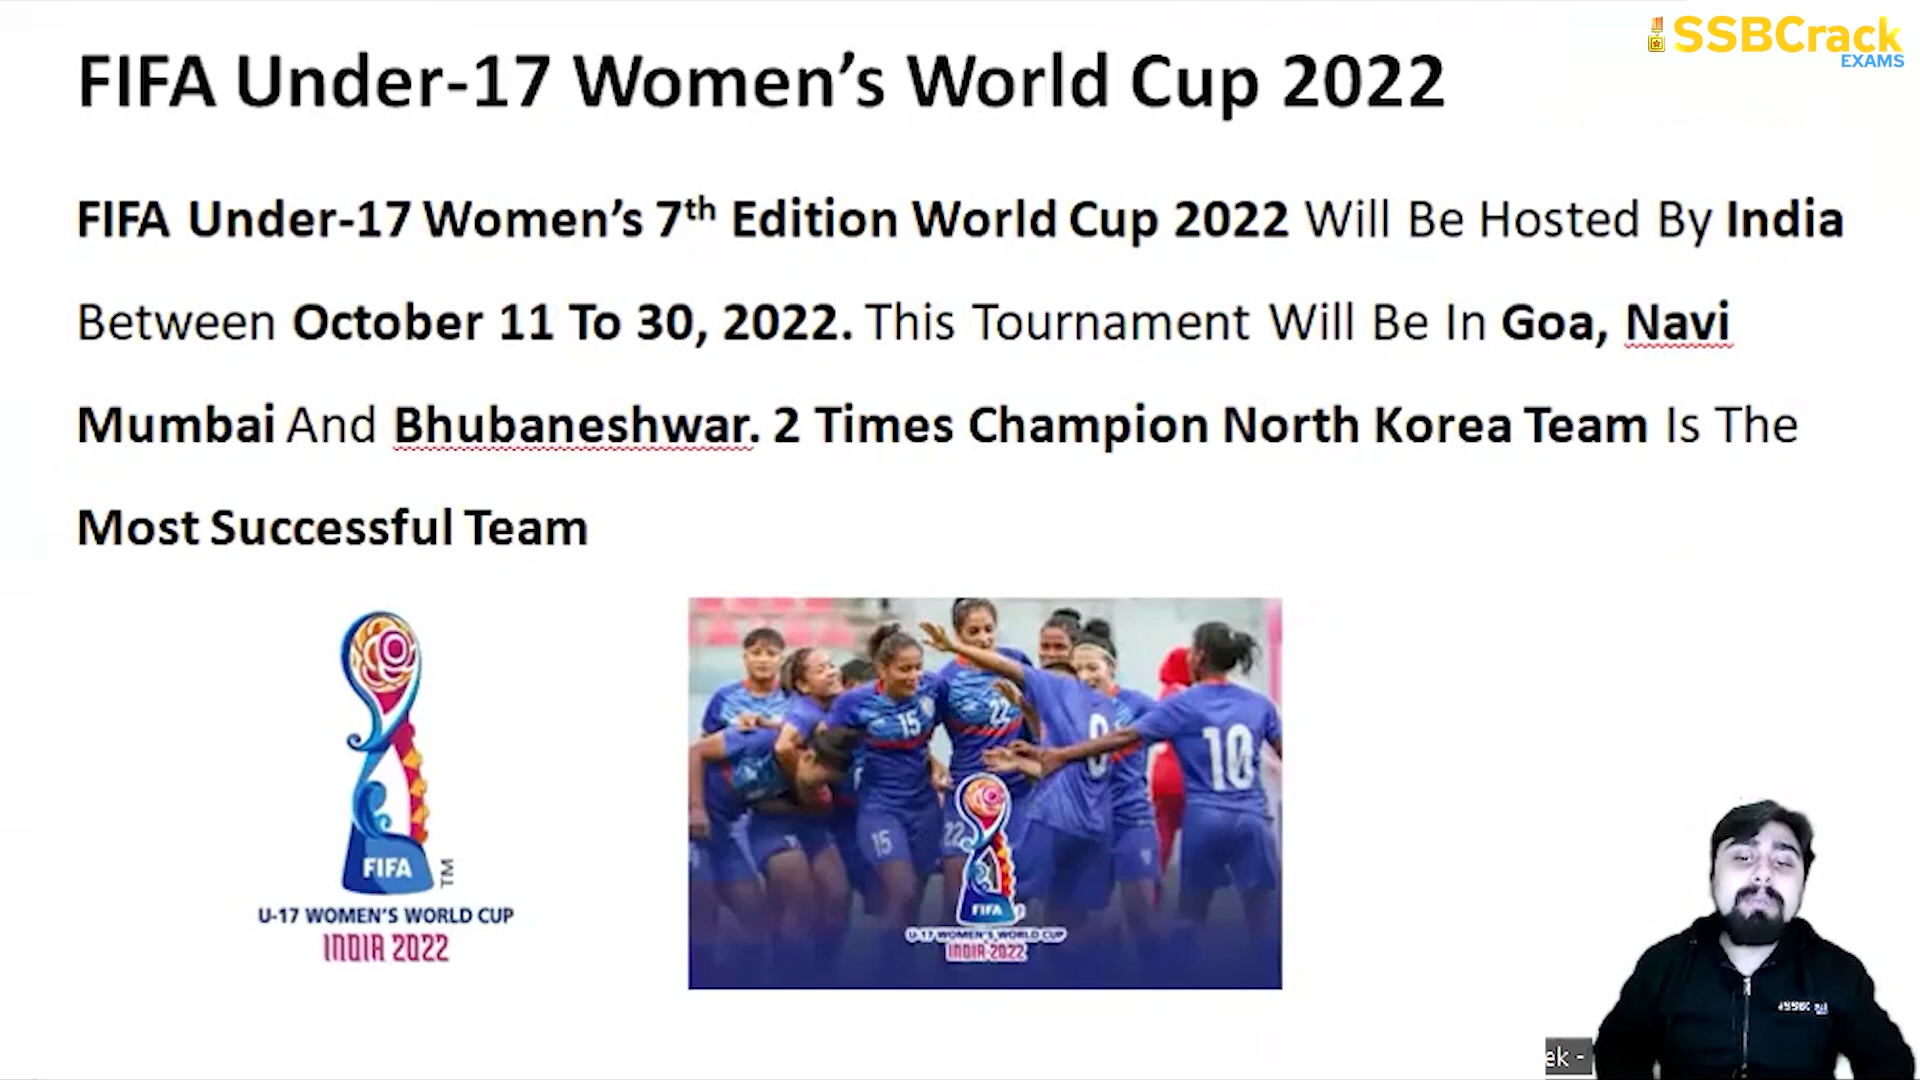 SSBCrack
EXAMS
FIFA Under-17 Women’s World Cup 2022
FIFA Under-17 Women’s 7th Edition World Cup 2022 Will Be Hosted By India
Between October 11 To 30, 2022. This Tournament Will Be In Goa, Navi
Mumbai And Bhubaneshwar. 2 Times Champion North Korea Team Is The
Most Successful Team
FIFA
TM
U-17 WOMEN'S WORLD CUP
INDIA 2022
15
22
10
15
22
FIFA
U-17 WOMEN'S WORLD CUP
INDIA 2022
ek -